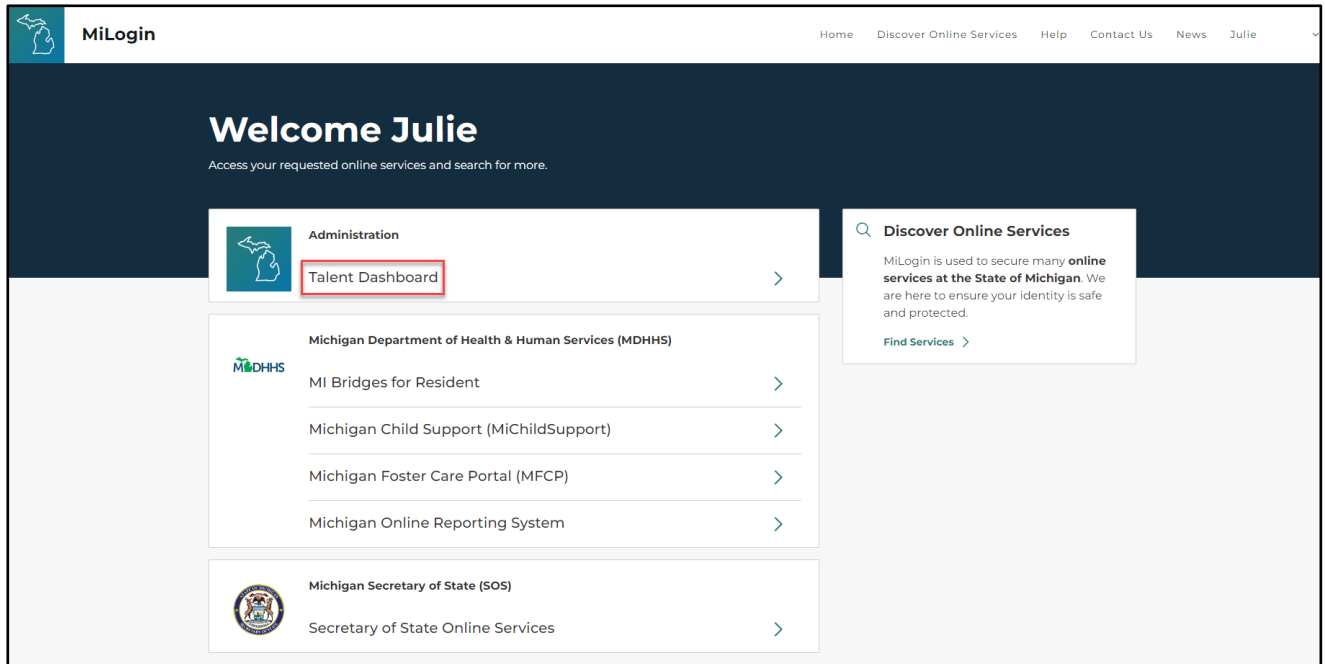 MiLogin
Home Discover Online Services Help Contact Us News Julie
Welcome Julie
Access your requested online services and search for more.
Administration
Talent Dashboard
Michigan Department of Health & Human Services (MDHHS)
MDHHS
MI Bridges for Resident
Michigan Child Support (MiChildSupport)
Michigan Foster Care Portal (MFCP)
Michigan Online Reporting System
Michigan Secretary of State (SOS)
Secretary of State Online Services
Discover Online Services
MiLogin is used to secure many online
services at the State of Michigan. We
are here to ensure your identity is safe
and protected.
Find Services